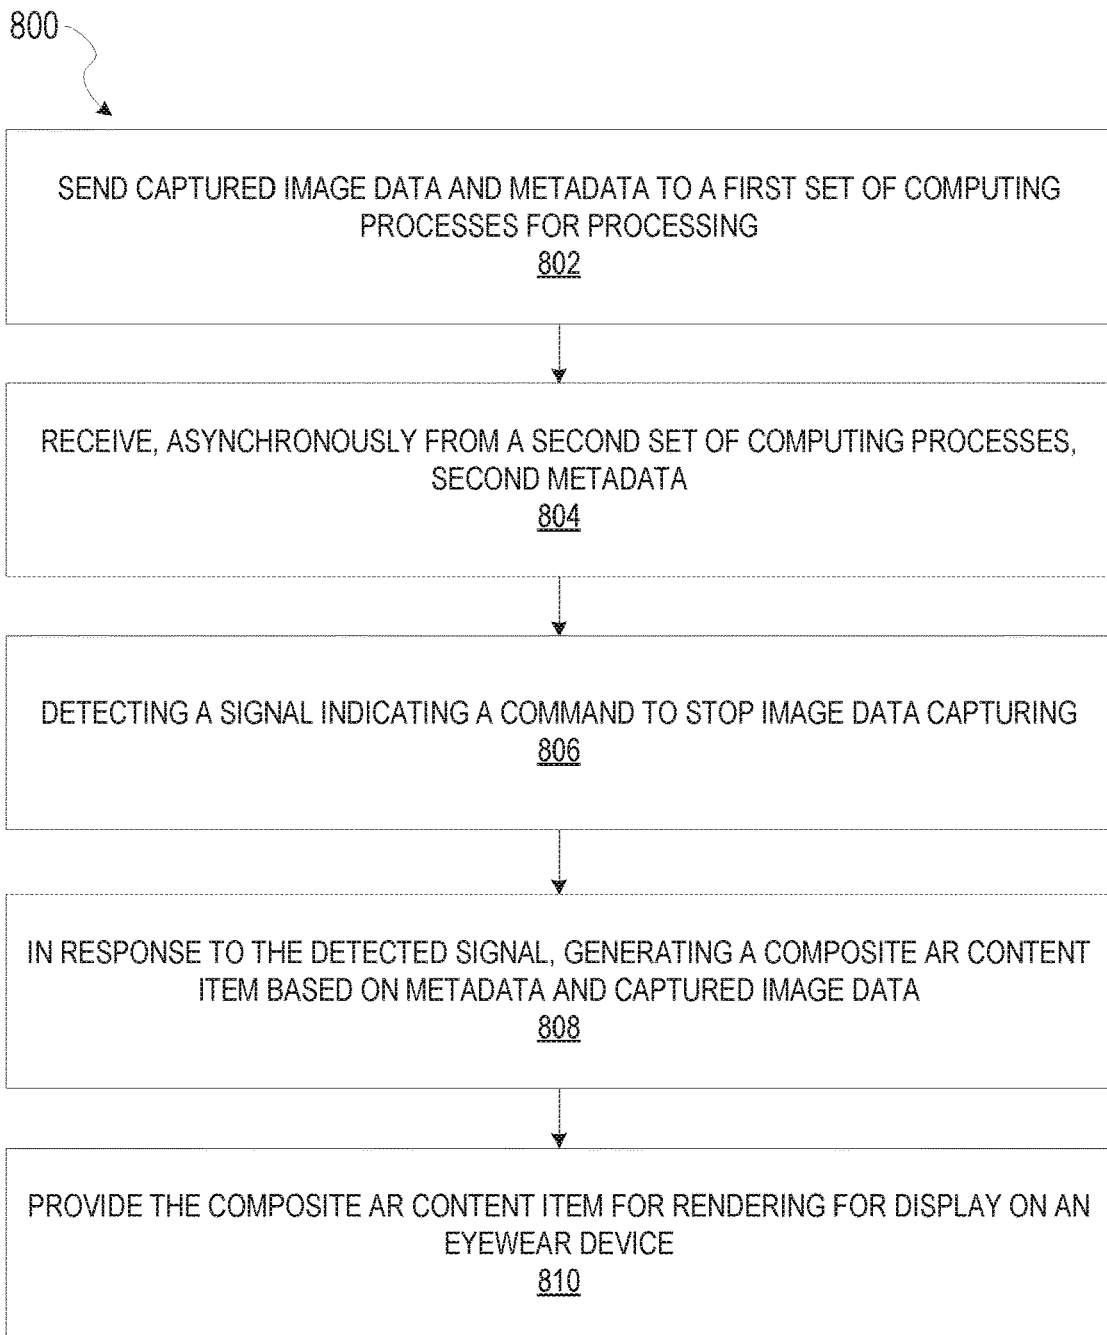 800
SEND CAPTURED IMAGE DATA AND METADATA TO A FIRST SET OF COMPUTING
PROCESSES FOR PROCESSING
802
RECEIVE, ASYNCHRONOUSLY FROM A SECOND SET OF COMPUTING PROCESSES,
SECOND METADATA
804
DETECTING A SIGNAL INDICATING A COMMAND TO STOP IMAGE DATA CAPTURING
806
IN RESPONSE TO THE DETECTED SIGNAL, GENERATING A COMPOSITE AR CONTENT
ITEM BASED ON METADATA AND CAPTURED IMAGE DATA
808
PROVIDE THE COMPOSITE AR CONTENT ITEM FOR RENDERING FOR DISPLAY ON AN
EYEWEAR DEVICE
810